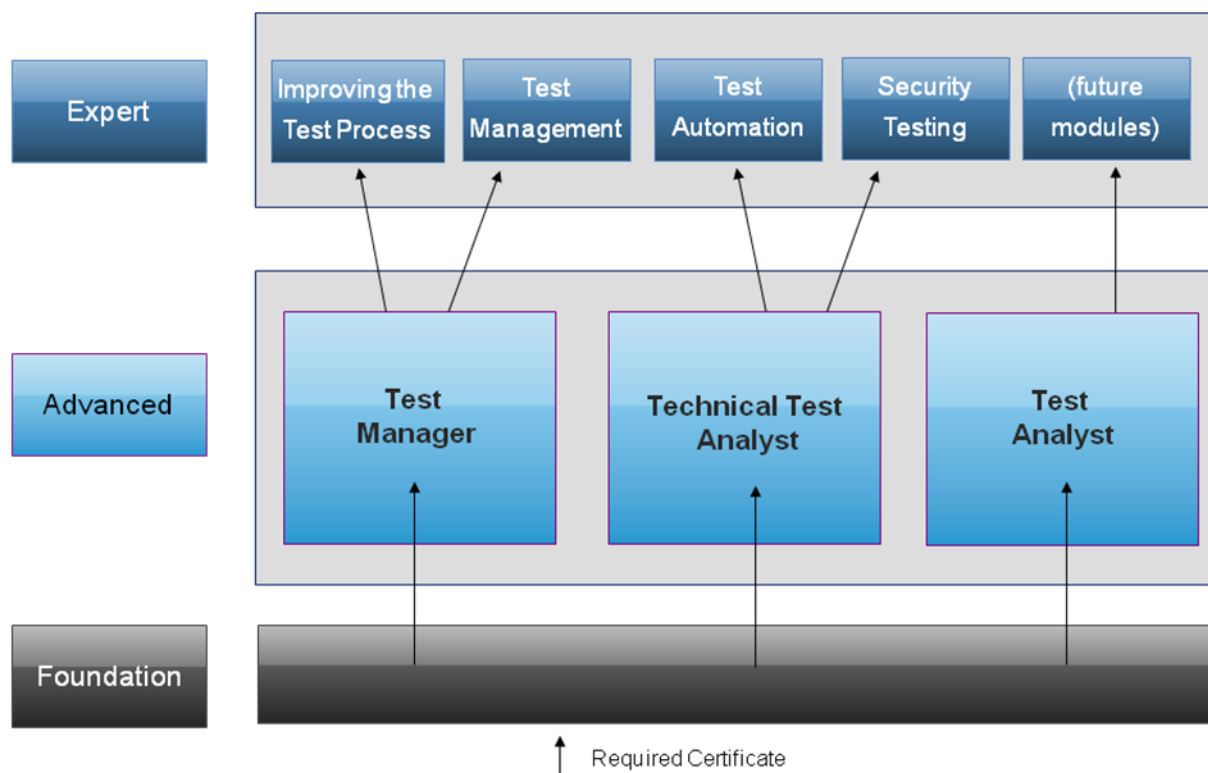 Expert
Improving the
Test Process
Test
Management
Test
Automation
Security
Testing
(future
modules)
Advanced
Test
Manager
Technical Test
Analyst
Test
Analyst
Foundation
Required Certificate